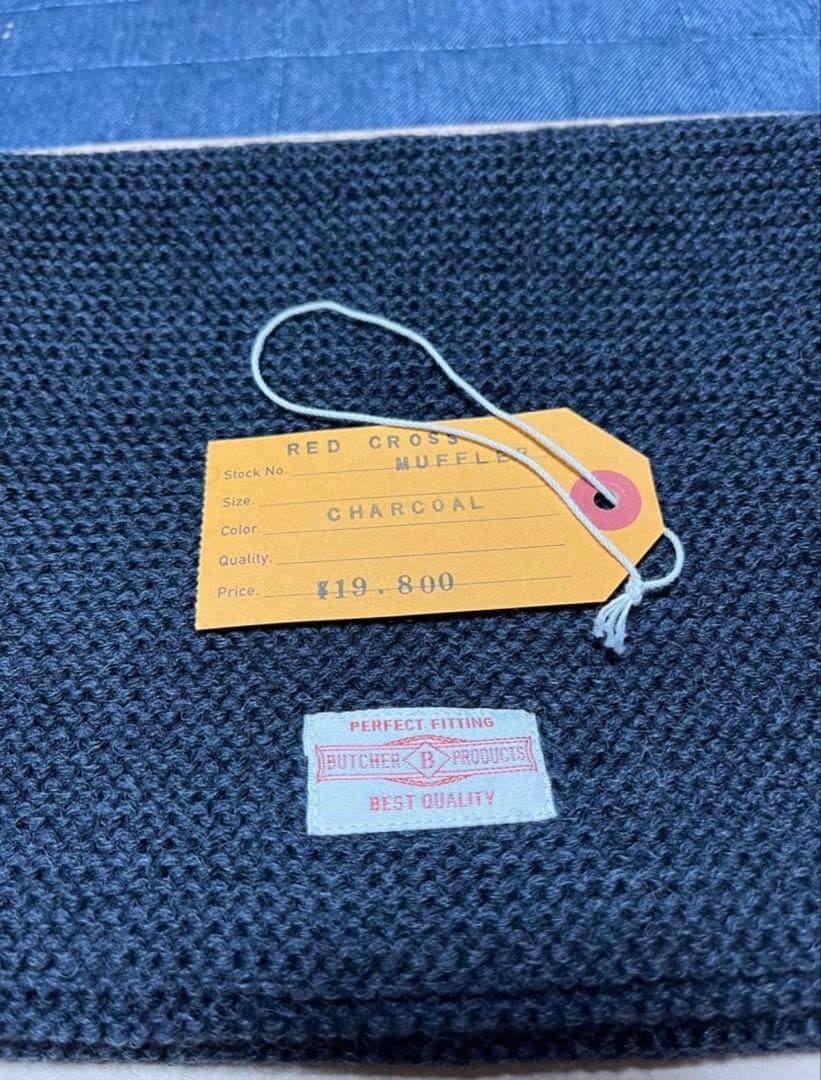 RED CROSS
Stock No. MUFFLER
Size.
Color. CHARCOAL
Quality.
Price. ¥19.800
PERFECT FITTING
BUTCHER B PRODUCTS
BEST QUALITY